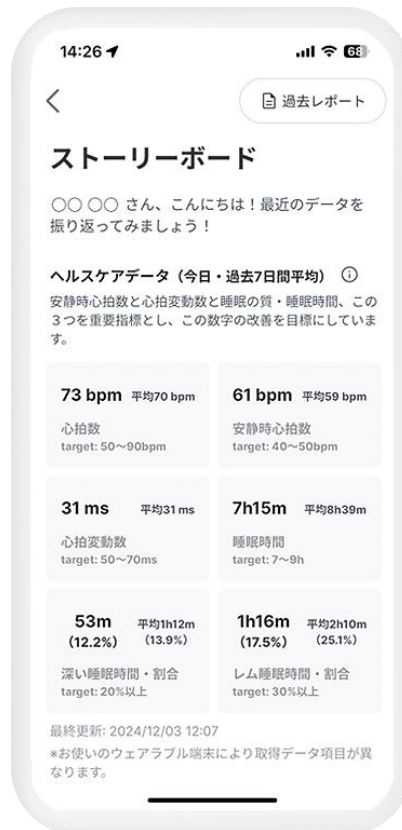 14:26
68
過去レポート
ストーリーボード
○○ ○○ さん、こんにちは！最近のデータを
振り返ってみましょう！
ヘルスケアデータ（今日・過去7日間平均）
安静時心拍数と心拍変動数と睡眠の質・睡眠時間、この
３つを重要指標とし、この数字の改善を目標にしていま
す。
73 bpm 平均70 bpm
心拍数
target: 50〜90bpm
61 bpm 平均59 bpm
安静時心拍数
target: 40〜50bpm
31 ms 平均31 ms
心拍変動数
target: 50〜70ms
7h15m 平均8h39m
睡眠時間
target: 7〜9h
53m 平均1h12m
(12.2%) (13.9%)
深い睡眠時間・割合
target: 20%以上
1h16m 平均2h10m
(17.5%) (25.1%)
レム睡眠時間・割合
target: 30%以上
最終更新: 2024/12/03 12:07
※お使いのウェアラブル端末により取得データ項目が異
なります。